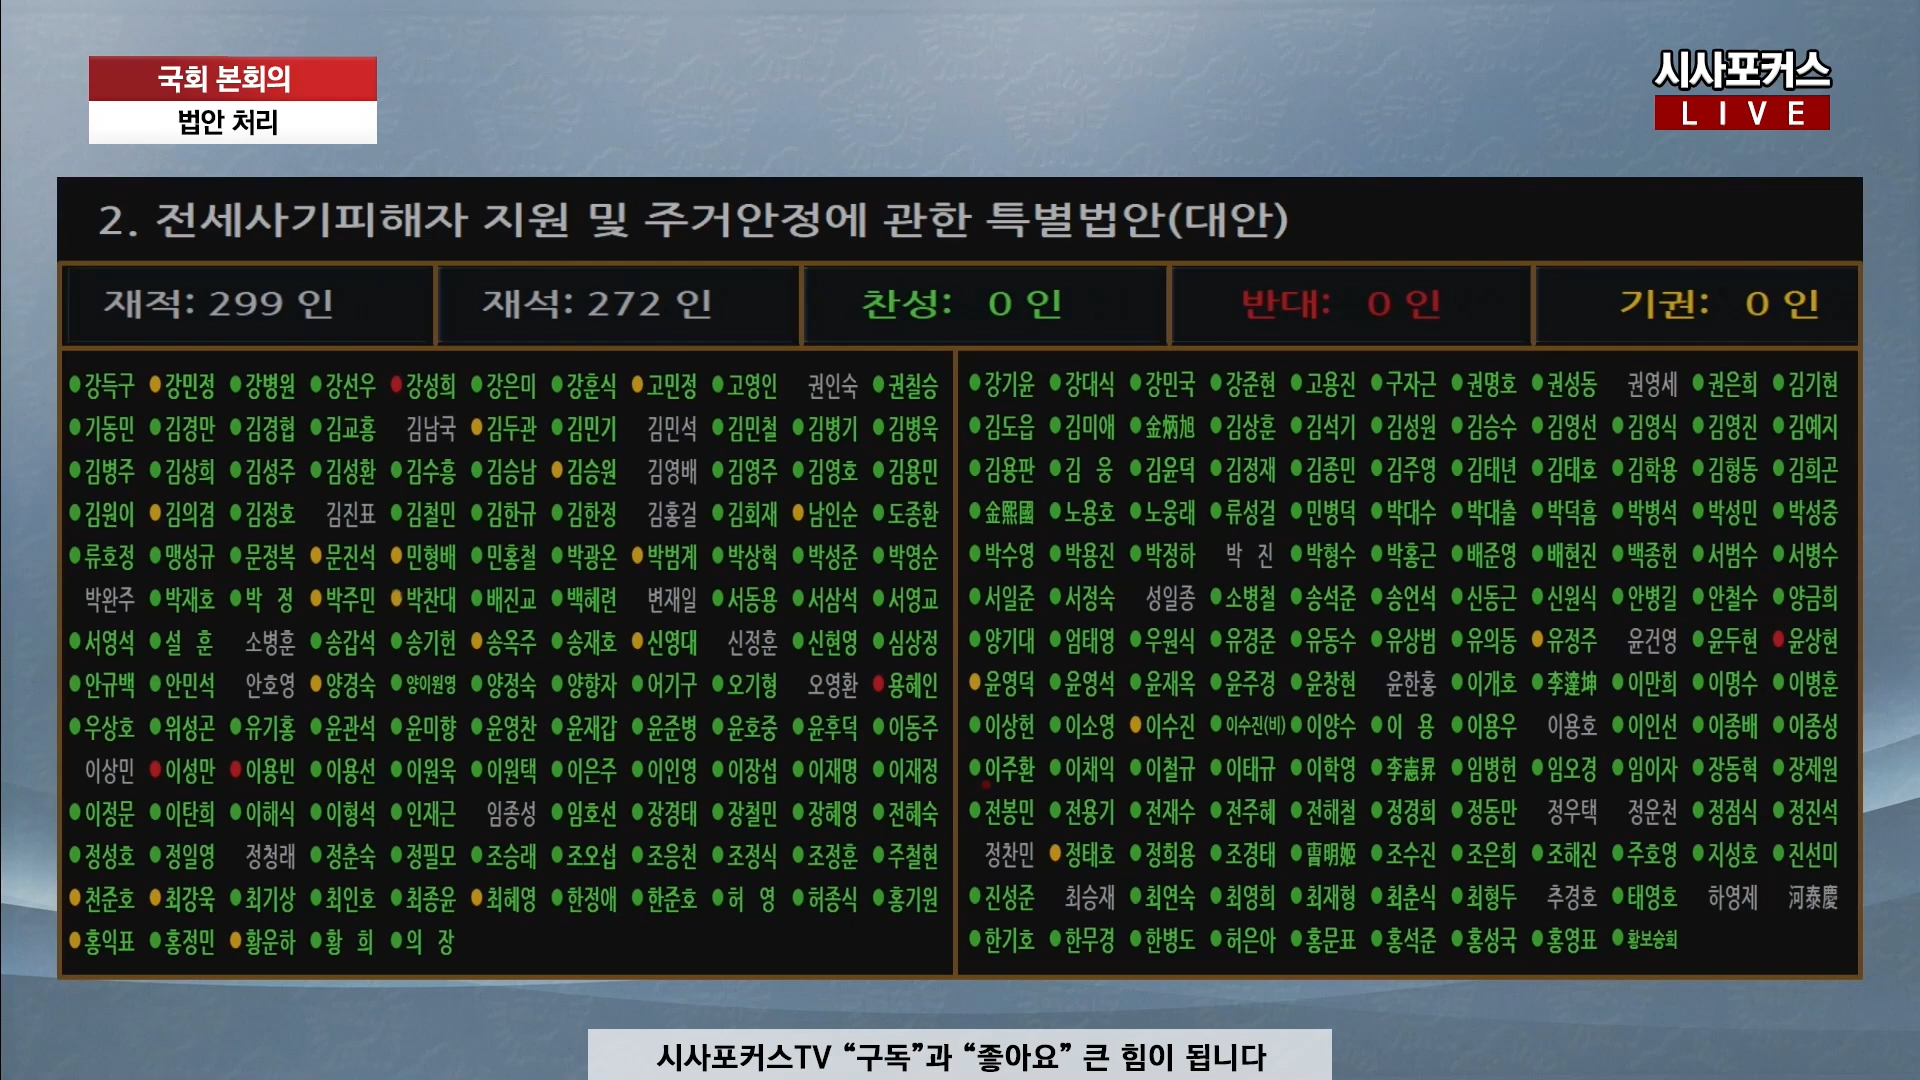 국회 본회의
법안 처리
시사포커스
LIVE
2. 전세사기피해자 지원 및 주거안정에 관한 특별법안(대안)
재적: 299 인 재석: 272 인 찬성: 0 인 반대: 0 인 기권: 0 인
강득구 강민정 강병원 강선우 강성희 강은미 강훈식 고민정 고영인 권인숙 권칠승
기동민 김경만 김경협 김교흥 김남국 김두관 김민기 김민석 김민철 김병기 김병욱
김병주 김상희 김성주 김성환 김수흥 김승남 김승원 김영배 김영주 김영호 김용민
김원이 김의겸 김정호 김진표 김철민 김한규 김한정 김홍걸 김회재 남인순 도종환
류호정 맹성규 문정복 문진석 민형배 민홍철 박광온 박범계 박상혁 박성준 박영순
박완주 박재호 박 정 박주민 박찬대 배진교 백혜련 변재일 서동용 서삼석 서영교
서영석 설 훈 소병훈 송갑석 송기헌 송옥주 송재호 신영대 신정훈 신현영 심상정
안규백 안민석 안호영 양경숙 양이원영 양정숙 양향자 어기구 오기형 오영환 용혜인
우상호 위성곤 유기홍 윤관석 윤미향 윤영찬 윤재갑 윤준병 윤호중 윤후덕 이동주
이상민 이성만 이용빈 이용선 이원욱 이원택 이은주 이인영 이장섭 이재명 이재정
이정문 이탄희 이해식 이형석 인재근 임종성 임호선 장경태 장철민 장혜영 전혜숙
정성호 정일영 정청래 정춘숙 정필모 조승래 조오섭 조응천 조정식 조정훈 주철현
천준호 최강욱 최기상 최인호 최종윤 최혜영 한정애 한준호 허 영 허종식 홍기원
홍익표 홍정민 황운하 황 희 의 장
강기윤 강대식 강민국 강준현 고용진 구자근 권명호 권성동 권영세 권은희 김기현
김도읍 김미애 金炳旭 김상훈 김석기 김성원 김승수 김영선 김영식 김영진 김예지
김용판 김 웅 김윤덕 김정재 김종민 김주영 김태년 김태호 김학용 김형동 김희곤
金熙國 노용호 노웅래 류성걸 민병덕 박대수 박대출 박덕흠 박병석 박성민 박성중
박수영 박용진 박정하 박 진 박형수 박홍근 배준영 배현진 백종헌 서범수 서병수
서일준 서정숙 성일종 소병철 송석준 송언석 신동근 신원식 안병길 안철수 양금희
양기대 엄태영 우원식 유경준 유동수 유상범 유의동 유정주 윤건영 윤두현 윤상현
윤영덕 윤영석 윤재옥 윤주경 윤창현 윤한홍 이개호 李達坤 이만희 이명수 이병훈
이상헌 이소영 이수진 이수진(비) 이양수 이 용 이용우 이용호 이인선 이종배 이종성
이주환 이채익 이철규 이태규 이학영 李憲昇 임병헌 임오경 임이자 장동혁 장제원
전봉민 전용기 전재수 전주혜 전해철 정경희 정동만 정우택 정운천 정점식 정진석
정찬민 정태호 정희용 조경태 曺明姬 조수진 조은희 조해진 주호영 지성호 진선미
진성준 최승재 최연숙 최영희 최재형 최춘식 최형두 추경호 태영호 하영제 河泰慶
한기호 한무경 한병도 허은아 홍문표 홍석준 홍성국 홍영표 황보승희
시사포커스TV “구독”과 “좋아요” 큰 힘이 됩니다